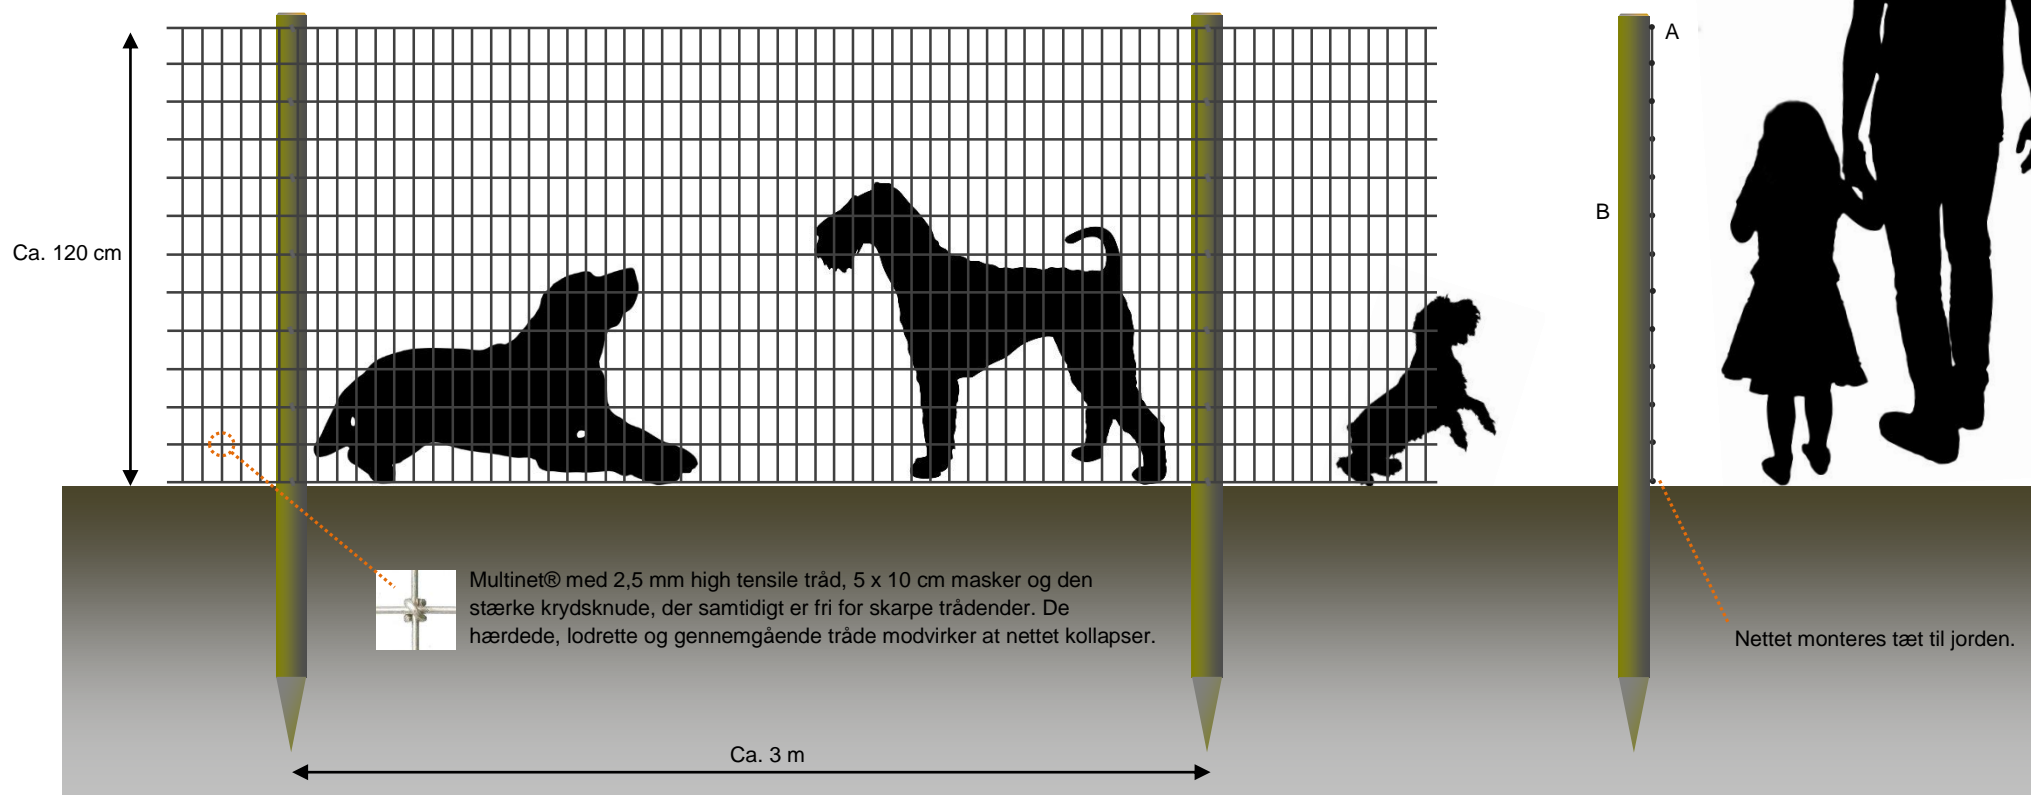 A
B
Ca. 120 cm
Multinet® med 2,5 mm high tensile tråd, 5 x 10 cm masker og den
stærke krydsknude, der samtidigt er fri for skarpe trådender. De
hærdede, lodrette og gennemgående tråde modvirker at nettet kollapser.
Nettet monteres tæt til jorden.
Ca. 3 m